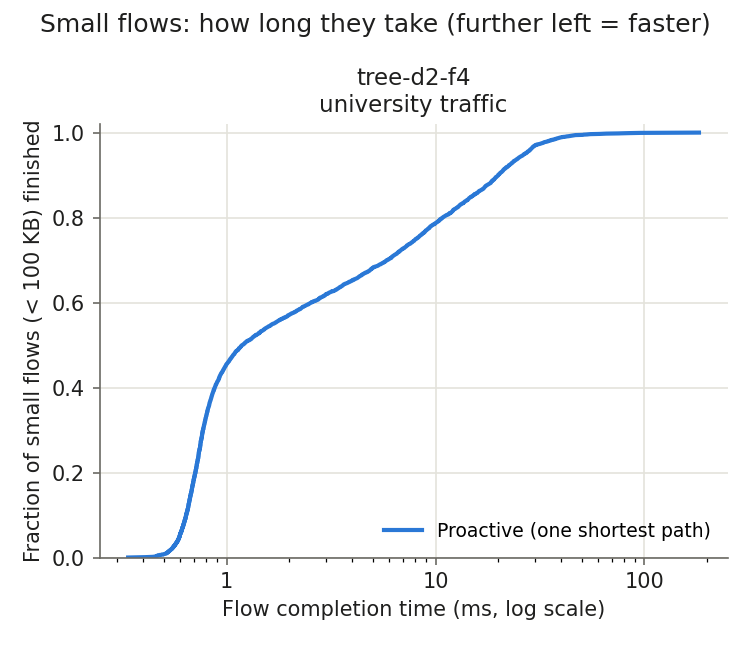 Small flows: how long they take (further left = faster)
tree-d2-f4
university traffic
Fraction of small flows (< 100 KB) finished
1.0
0.8
0.6
0.4
0.2
0.0
Proactive (one shortest path)
1
10
100
Flow completion time (ms, log scale)